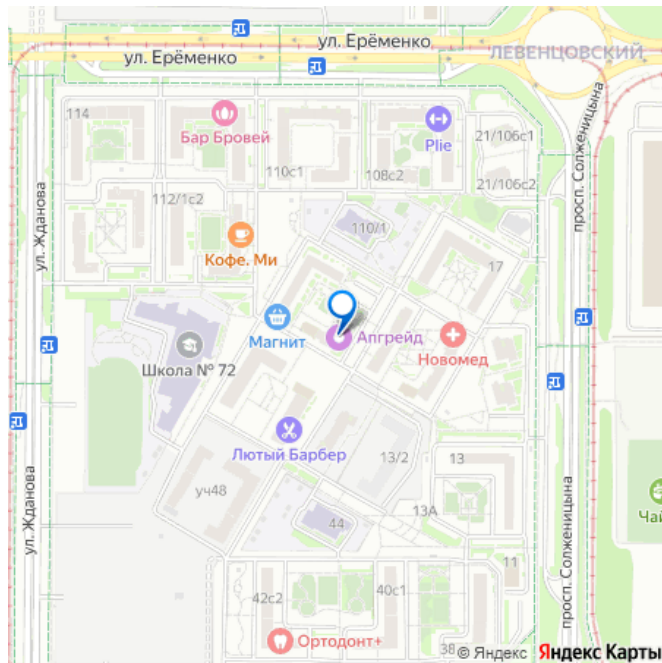 ул. Ерёменко
ул. Ерёменко
ЛЕВЕНЦОВСКИЙ
114
Бар Бровей
Plie
21/106с1
110с1
108с2
21/106с2
просп. Солженицына
ул. Жданова
112/1с2
110/1
Кофе. Ми
17
Магнит
Апгрейд
Новомед
Школа № 72
Лютый Барбер
13/2
13
уч48
13А
44
ул. Жданова
просп. Солженицына
Чай
11
42с2
40с1
38
Ортодонт+
© Яндекс Яндекс Карты